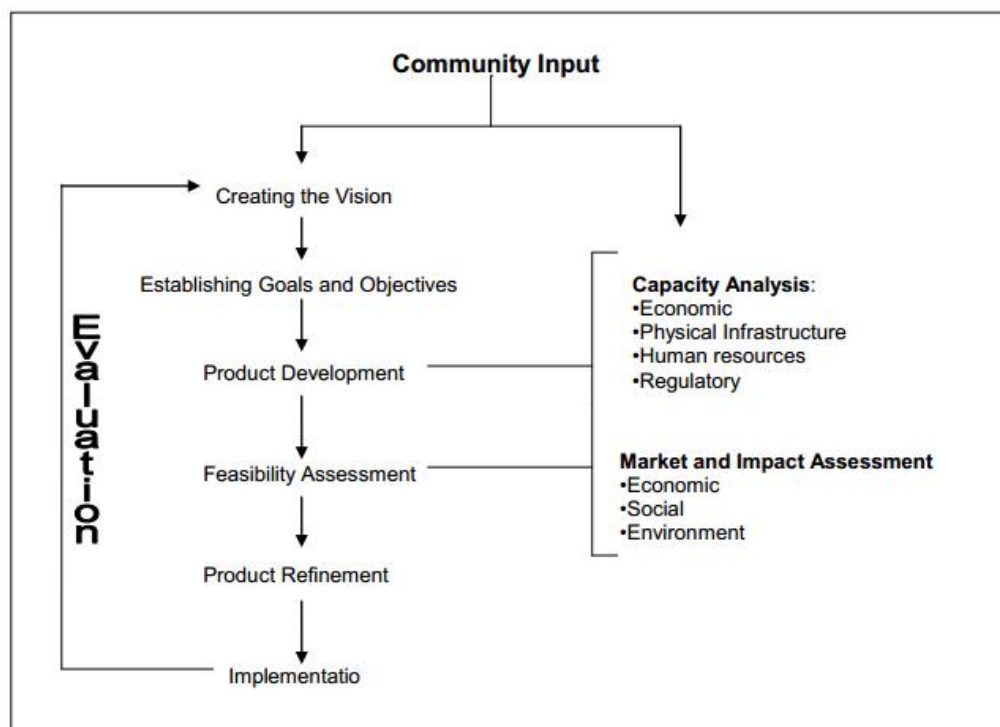 Community Input
Creating the Vision
Establishing Goals and Objectives
Product Development
Feasibility Assessment
Product Refinement
Implementatio
Evaluation
Capacity Analysis:
•Economic
•Physical Infrastructure
•Human resources
•Regulatory
Market and Impact Assessment
•Economic
•Social
•Environment